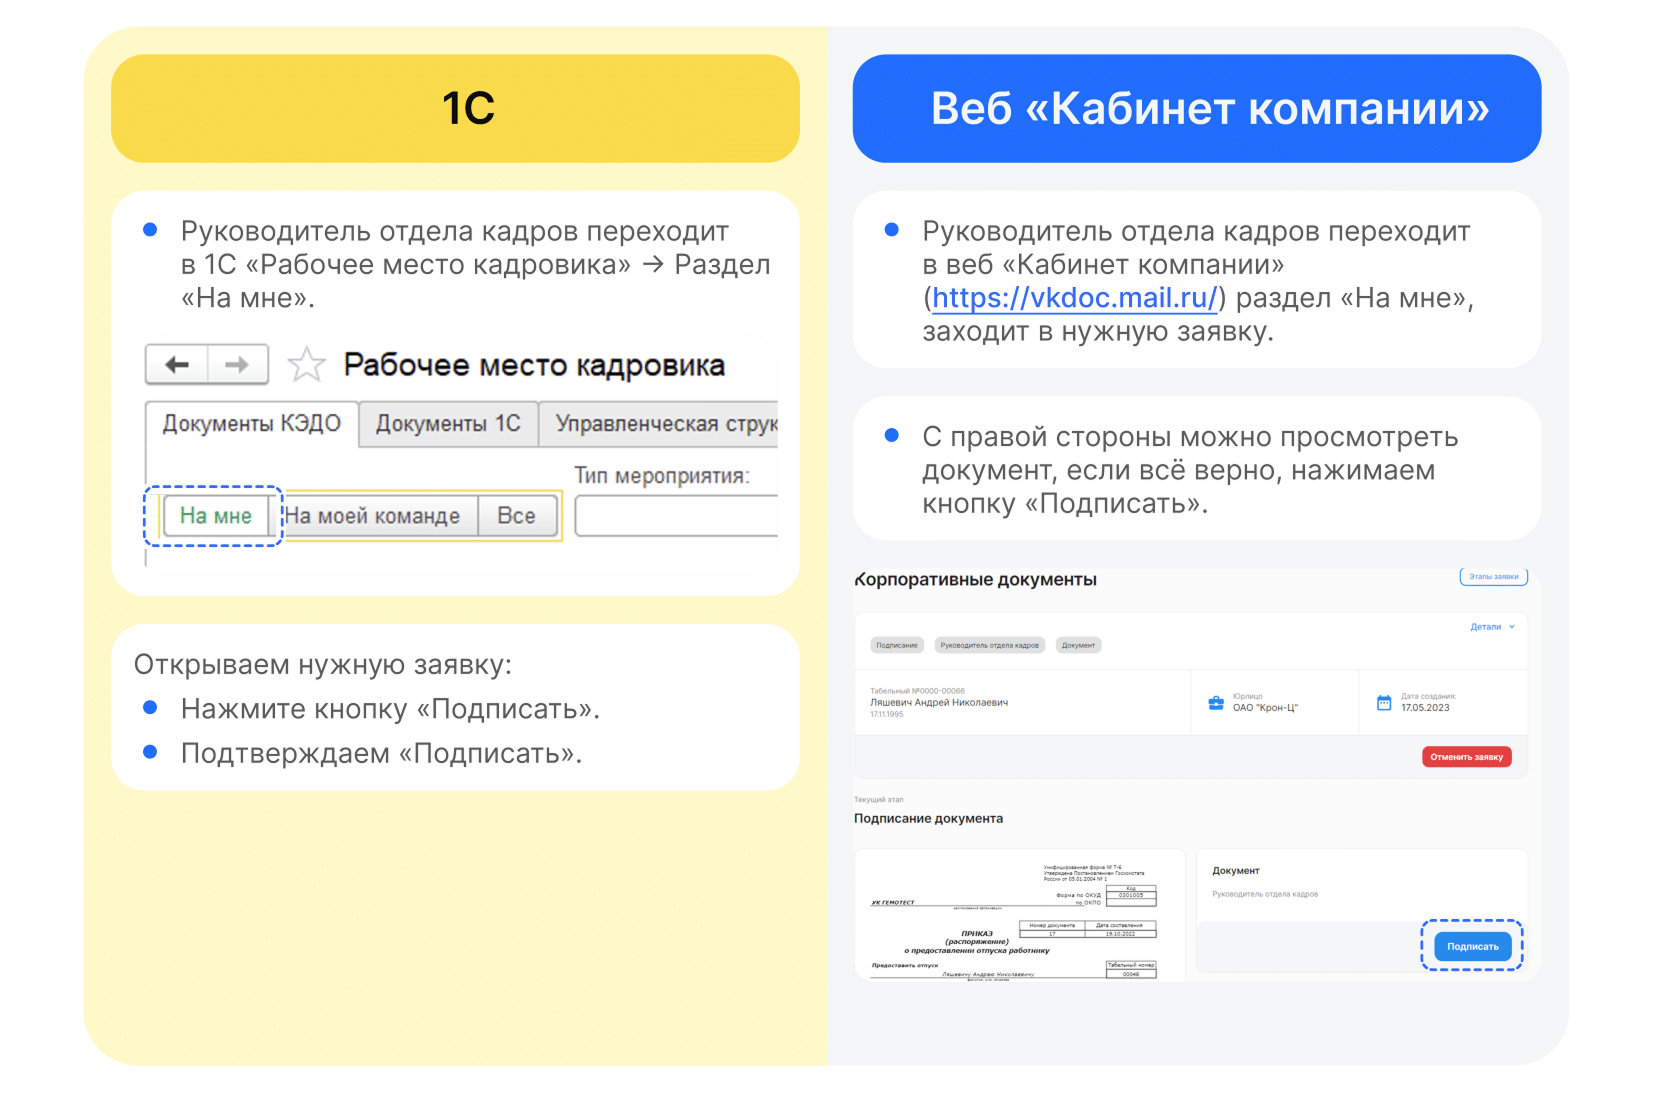 1С
Руководитель отдела кадров переходит
в 1С «Рабочее место кадровика» → Раздел
«На мне».
Рабочее место кадровика
Документы КЭДО
Документы 1С
Управленческая струк
Тип мероприятия:
На мне
На моей команде
Все
Открываем нужную заявку:
Нажмите кнопку «Подписать».
Подтверждаем «Подписать».
Веб «Кабинет компании»
Руководитель отдела кадров переходит
в веб «Кабинет компании»
(https://vkdoc.mail.ru/) раздел «На мне»,
заходит в нужную заявку.
С правой стороны можно просмотреть
документ, если всё верно, нажимаем
кнопку «Подписать».
Корпоративные документы
Этапы заявки
Детали
Подписание
Руководитель отдела кадров
Документ
Табельный №0000-00066
Ляшевич Андрей Николаевич
17.11.1995
Юрлицо
ОАО "Крон-Ц"
Дата создания:
17.05.2023
Отменить заявку
Текущий этап
Подписание документа
Унифицированная форма № Т-6
Утверждена Постановлением Госкомстата
России от 05.01.2004 № 1
Код
Форма по ОКУД
0301005
УК ГЕМОТЕСТ
по ОКПО
наименование организации
Номер документа
Дата составления
ПРИКАЗ
17
19.10.2022
(распоряжение)
о предоставлении отпуска работнику
Предоставить отпуск
Табельный номер
Ляшевичу Андрею Николаевичу
00046
Документ
Руководитель отдела кадров
Подписать